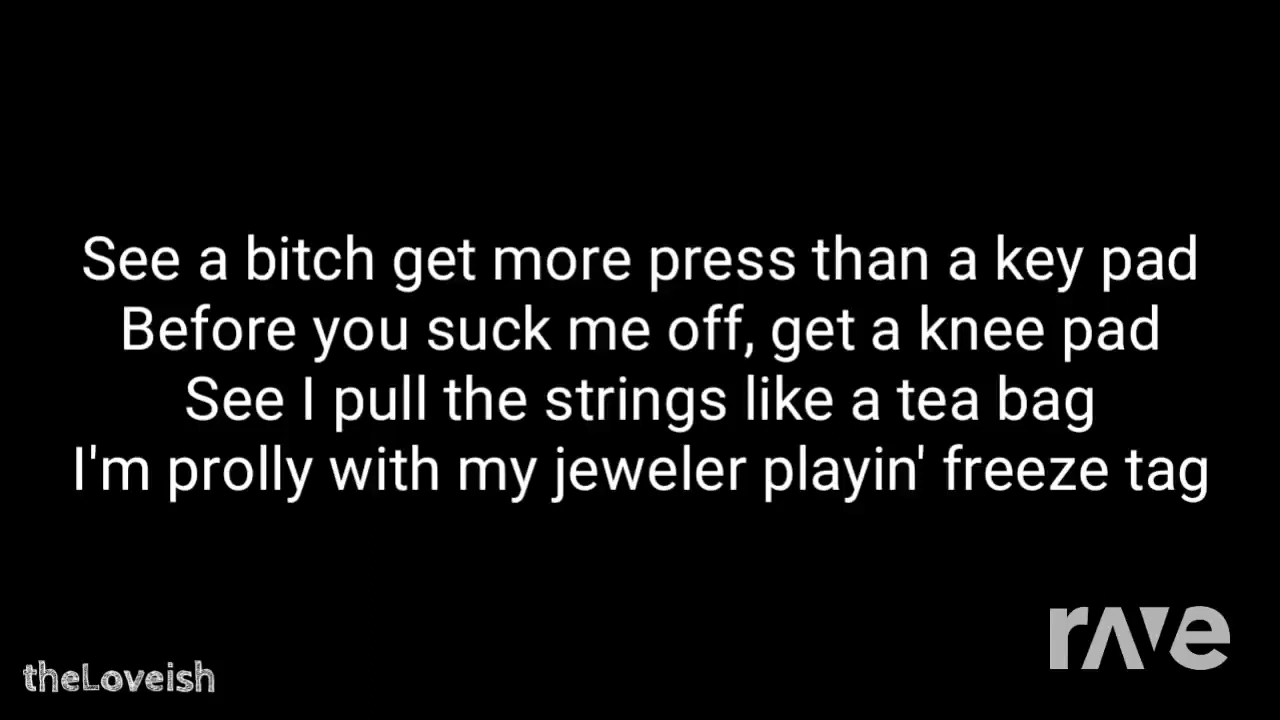 See a bitch get more press than a key pad
Before you suck me off, get a knee pad
See I pull the strings like a tea bag
I'm prolly with my jeweler playin' freeze tag
rave
theLoveish